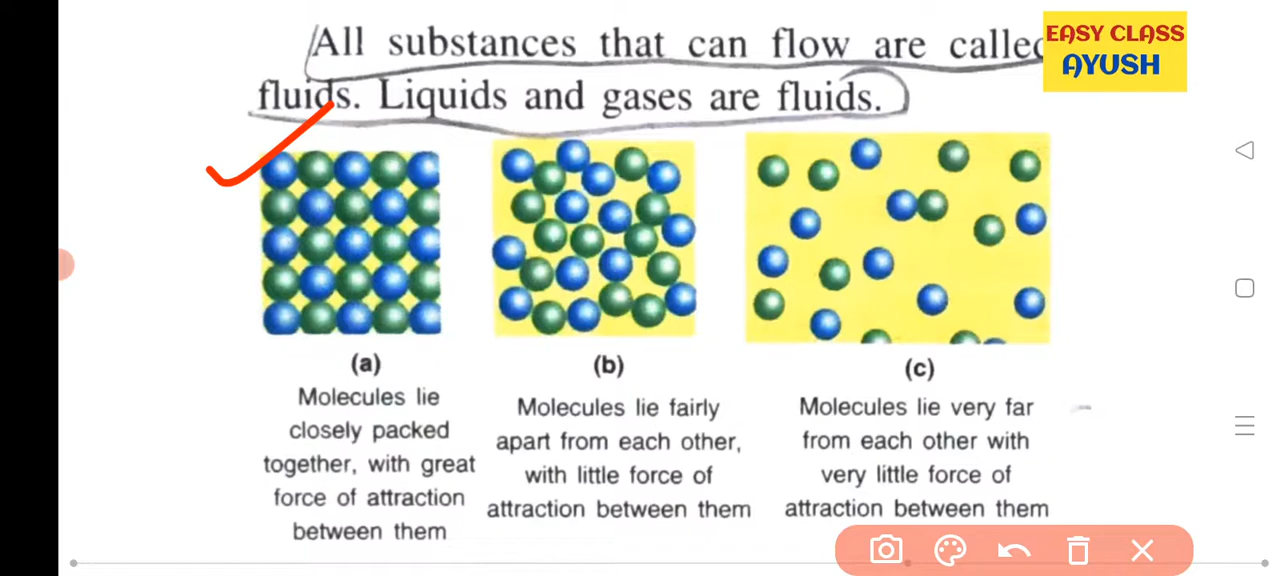 All substances that can flow are called
EASY CLASS
AYUSH
fluids. Liquids and gases are fluids.
(a)
Molecules lie
closely packed
together, with great
force of attraction
between them
(b)
Molecules lie fairly
apart from each other,
with little force of
attraction between them
(c)
Molecules lie very far
from each other with
very little force of
attraction between them